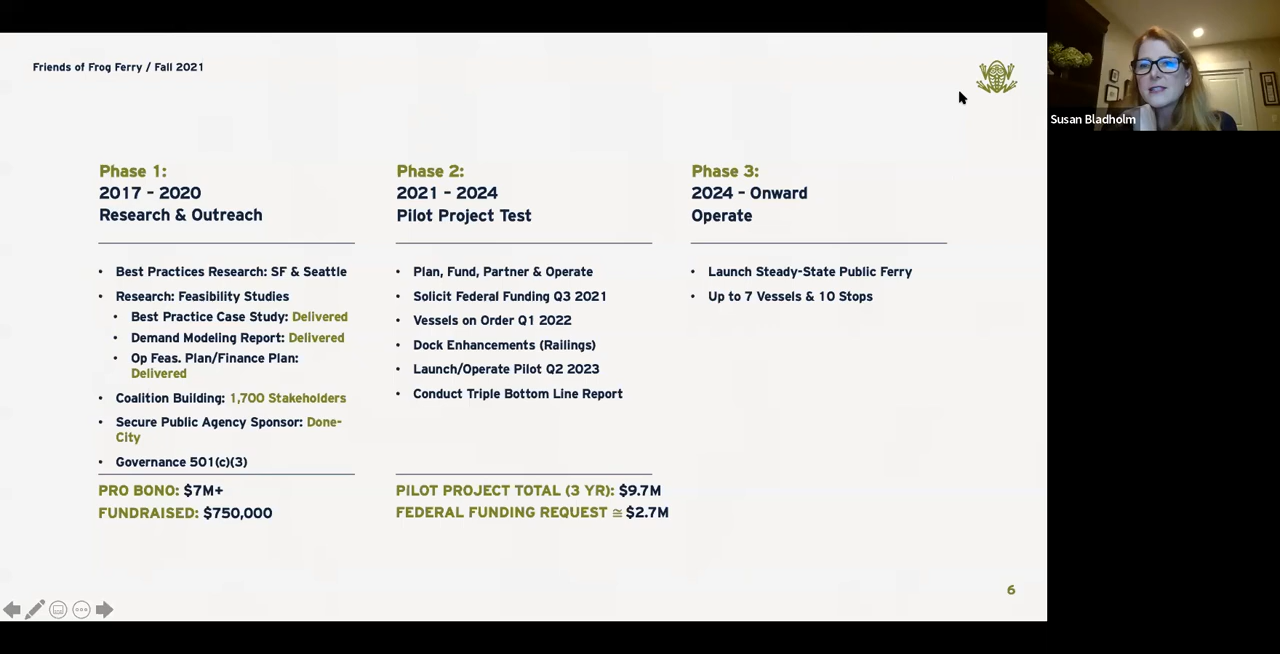 Friends of Frog Ferry / Fall 2021
Susan Bladholm
Phase 1:
2017 – 2020
Research & Outreach
• Best Practices Research: SF & Seattle
• Research: Feasibility Studies
• Best Practice Case Study: Delivered
• Demand Modeling Report: Delivered
• Op Feas. Plan/Finance Plan:
Delivered
• Coalition Building: 1,700 Stakeholders
• Secure Public Agency Sponsor: Done-
City
• Governance 501(c)(3)
PRO BONO: $7M+
FUNDRAISED: $750,000
Phase 2:
2021 – 2024
Pilot Project Test
• Plan, Fund, Partner & Operate
• Solicit Federal Funding Q3 2021
• Vessels on Order Q1 2022
• Dock Enhancements (Railings)
• Launch/Operate Pilot Q2 2023
• Conduct Triple Bottom Line Report
PILOT PROJECT TOTAL (3 YR): $9.7M
FEDERAL FUNDING REQUEST ≅ $2.7M
Phase 3:
2024 – Onward
Operate
• Launch Steady-State Public Ferry
• Up to 7 Vessels & 10 Stops
6